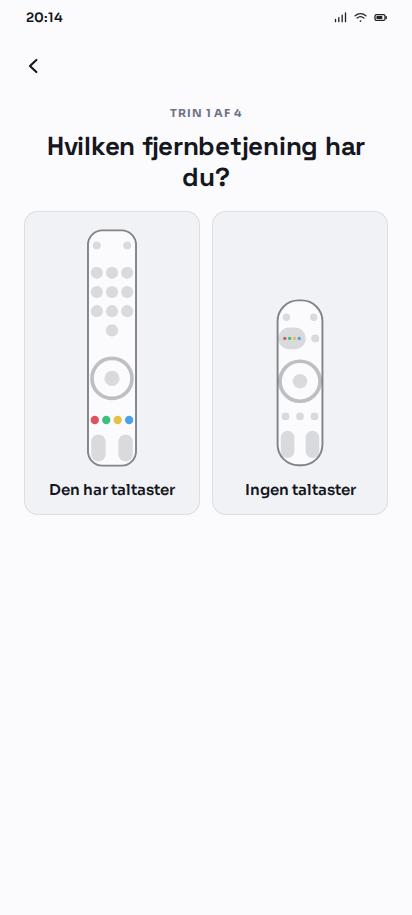 20:14
TRIN 1 AF 4
Hvilken fjernbetjening har
du?
Den har taltaster
Ingen taltaster